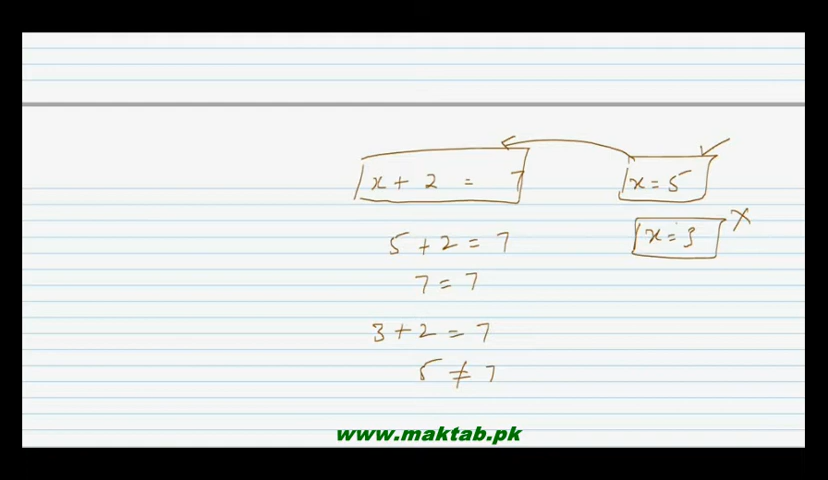 x + 2 = 7
x = 5
x = 3
5 + 2 = 7
7 = 7
3 + 2 = 7
5 ≠ 7
www.maktab.pk